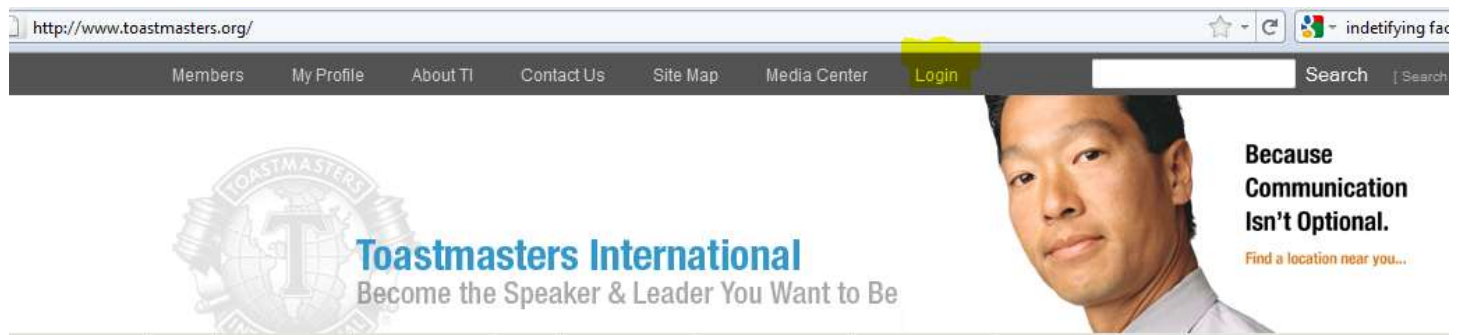 http://www.toastmasters.org/
indetifying fac
Members My Profile About TI Contact Us Site Map Media Center Login Search [ Search
TOASTMASTERS
T
INTERNATIONAL
Because
Communication
Isn't Optional.
Find a location near you...
Toastmasters International
Become the Speaker & Leader You Want to Be